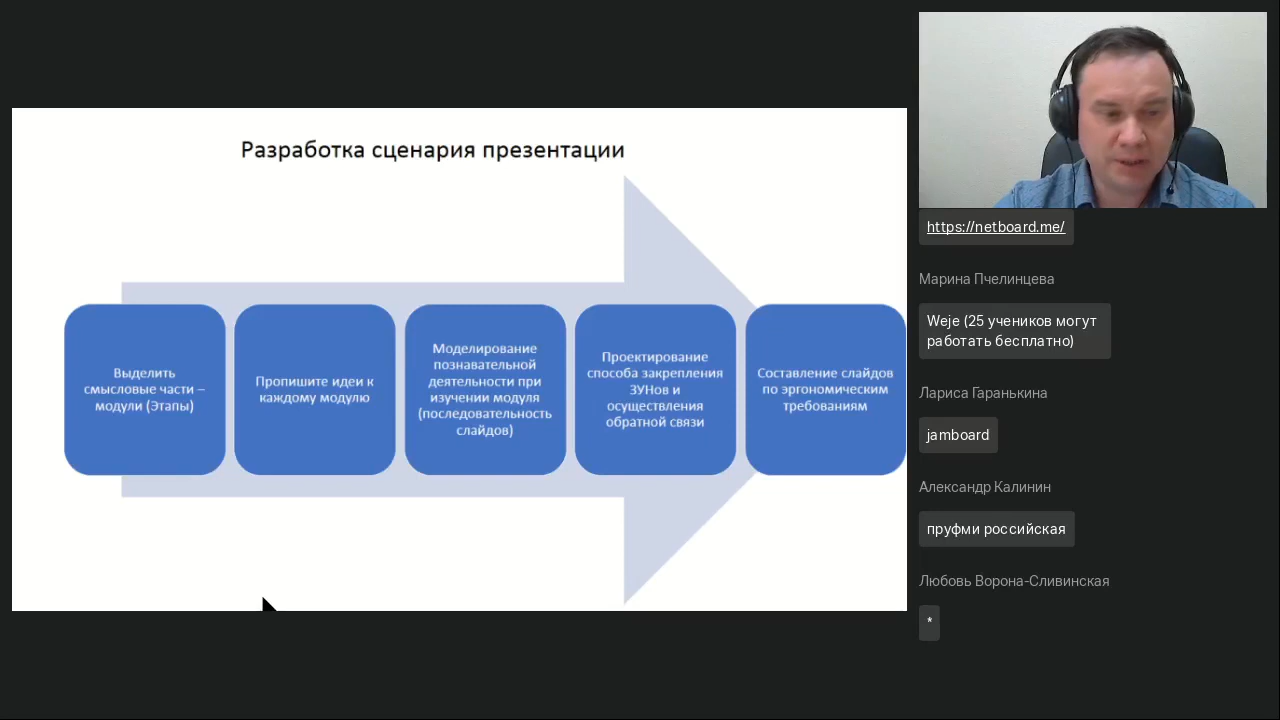 Разработка сценария презентации
Выделить
смысловые части –
модули (Этапы)
Пропишите идеи к
каждому модулю
Моделирование
познавательной
деятельности при
изучении модуля
(последовательность
слайдов)
Проектирование
способа закрепления
ЗУНов и
осуществления
обратной связи
Составление слайдов
по эргономическим
требованиям
https://netboard.me/
Марина Пчелинцева
Weje (25 учеников могут
работать бесплатно)
Лариса Гаранькина
jamboard
Александр Калинин
пруфми российская
Любовь Ворона-Сливинская
*